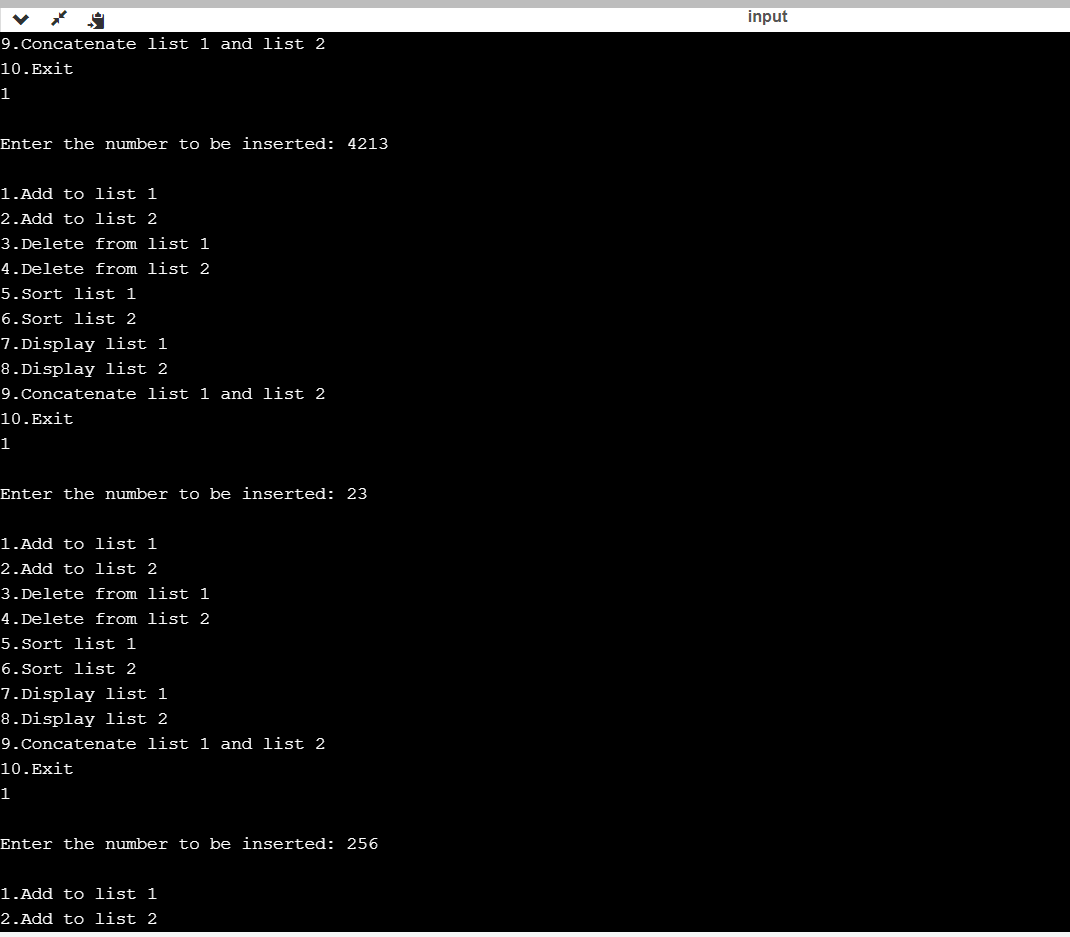 input
9.Concatenate list 1 and list 2
10.Exit
1
Enter the number to be inserted: 4213
1.Add to list 1
2.Add to list 2
3.Delete from list 1
4.Delete from list 2
5.Sort list 1
6.Sort list 2
7.Display list 1
8.Display list 2
9.Concatenate list 1 and list 2
10.Exit
1
Enter the number to be inserted: 23
1.Add to list 1
2.Add to list 2
3.Delete from list 1
4.Delete from list 2
5.Sort list 1
6.Sort list 2
7.Display list 1
8.Display list 2
9.Concatenate list 1 and list 2
10.Exit
1
Enter the number to be inserted: 256
1.Add to list 1
2.Add to list 2